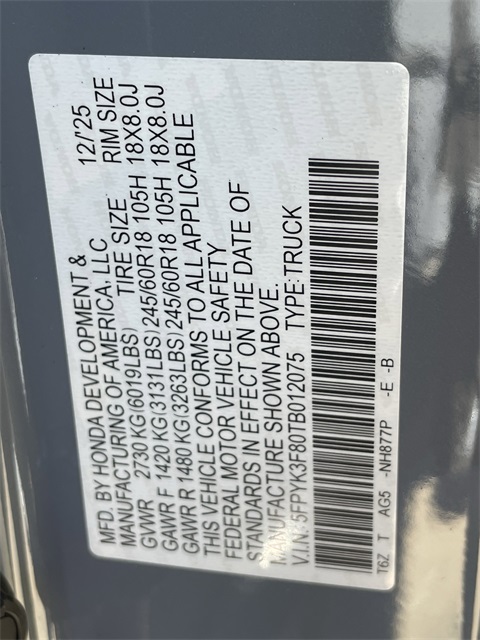 MFD. BY HONDA DEVELOPMENT & 12/'25
MANUFACTURING OF AMERICA, LLC
TIRE SIZE RIM SIZE
GVWR 2730 KG(6019LBS)
GAWR F 1420 KG(3131LBS)245/60R18 105H 18X8.0J
GAWR R 1480 KG(3263LBS)245/60R18 105H 18X8.0J
THIS VEHICLE CONFORMS TO ALL APPLICABLE
FEDERAL MOTOR VEHICLE SAFETY
STANDARDS IN EFFECT ON THE DATE OF
MANUFACTURE SHOWN ABOVE.
V.I.N: 5FPYK3F80TB012075 TYPE:TRUCK
T6Z T AG5 -NH877P -E -B